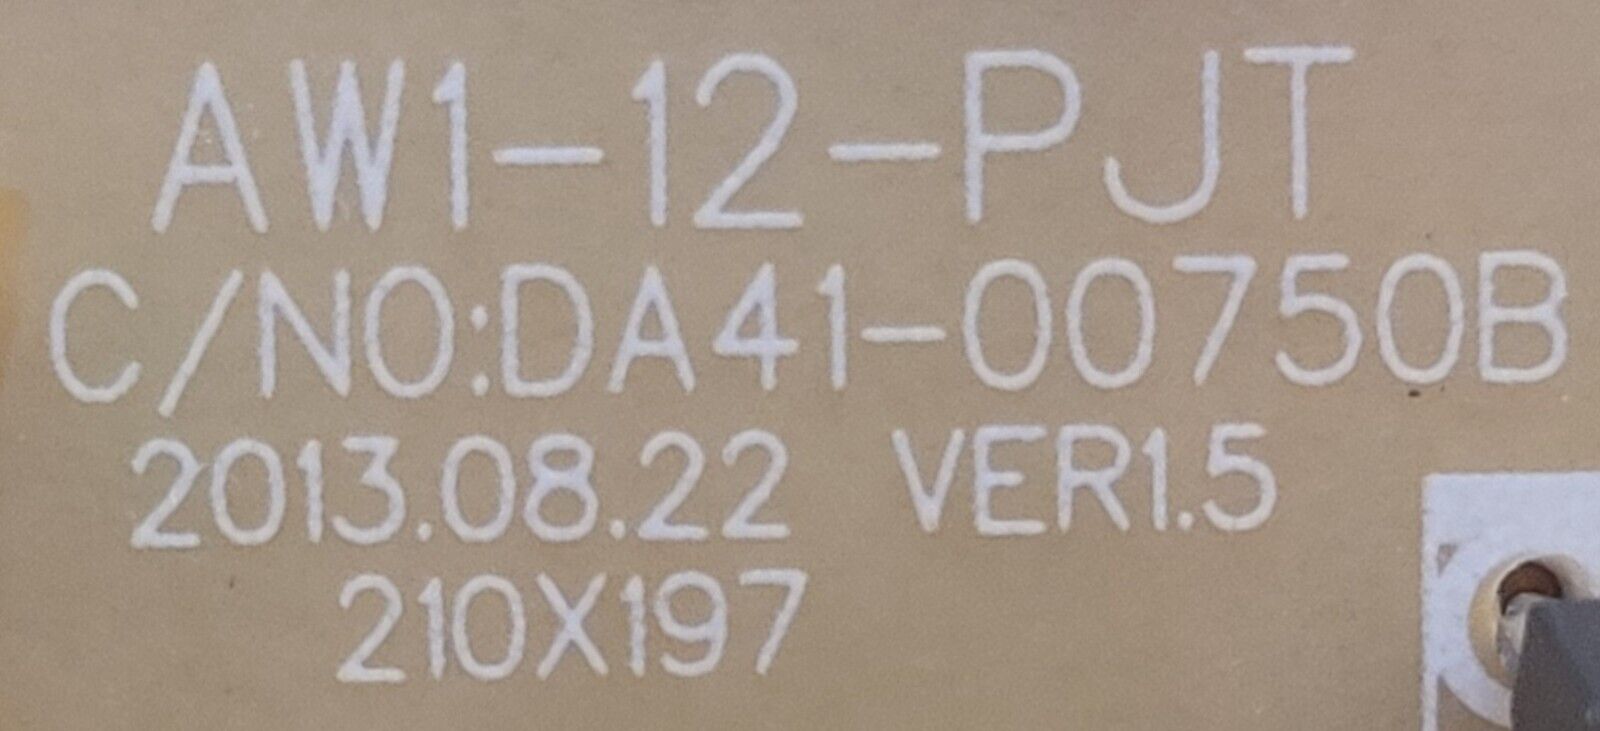 AW1-12-PJT
C/NO:DA41-00750B
2013.08.22 VER1.5
210X197